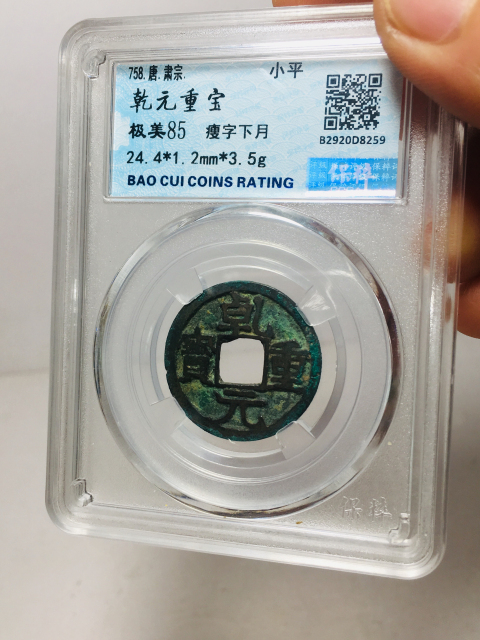 758.唐.肃宗.
小平
乾元重宝
极美85 瘦字下月
24.4*1.2mm*3.5g
B2920D8259
BAO CUI COINS RATING
乾
寶 重
元